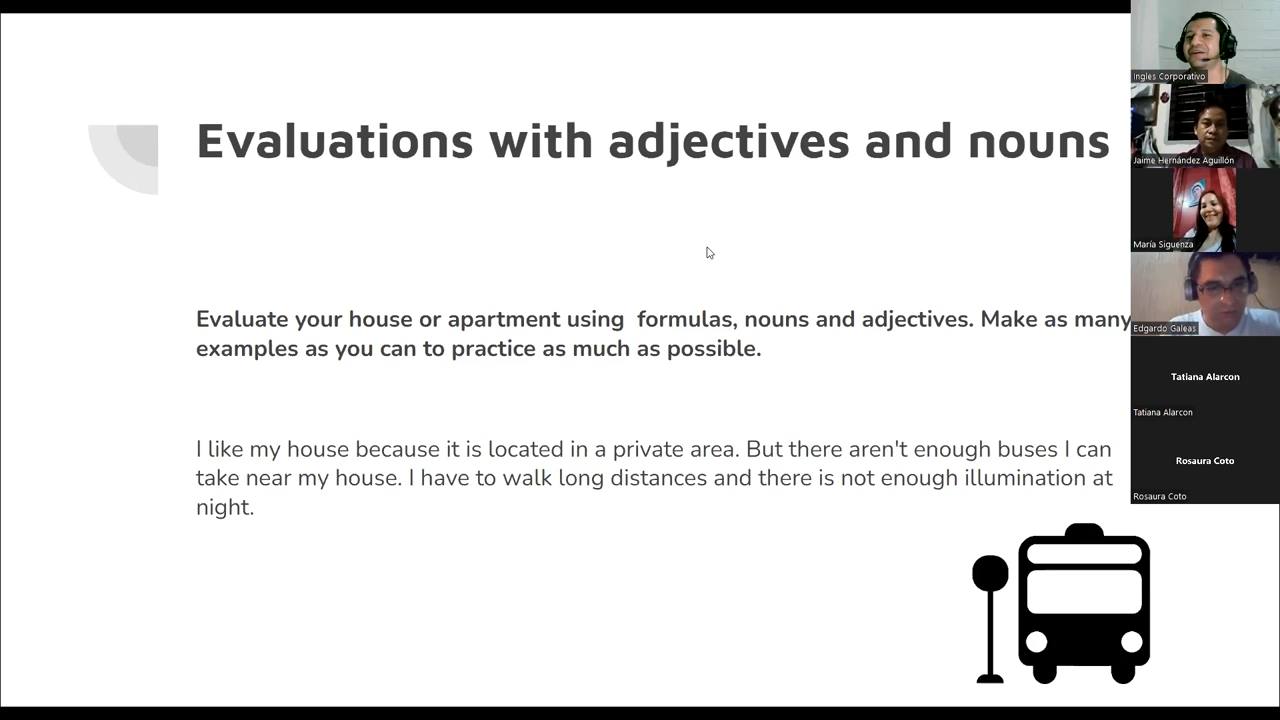 Evaluations with adjectives and nouns
Evaluate your house or apartment using  formulas, nouns and adjectives. Make as many
examples as you can to practice as much as possible.
I like my house because it is located in a private area. But there aren't enough buses I can
take near my house. I have to walk long distances and there is not enough illumination at
night.
Ingles Corporativo
Jaime Hernández Aguillón
María Siguenza
Edgardo Galeas
Tatiana Alarcon
Tatiana Alarcon
Rosaura Coto
Rosaura Coto